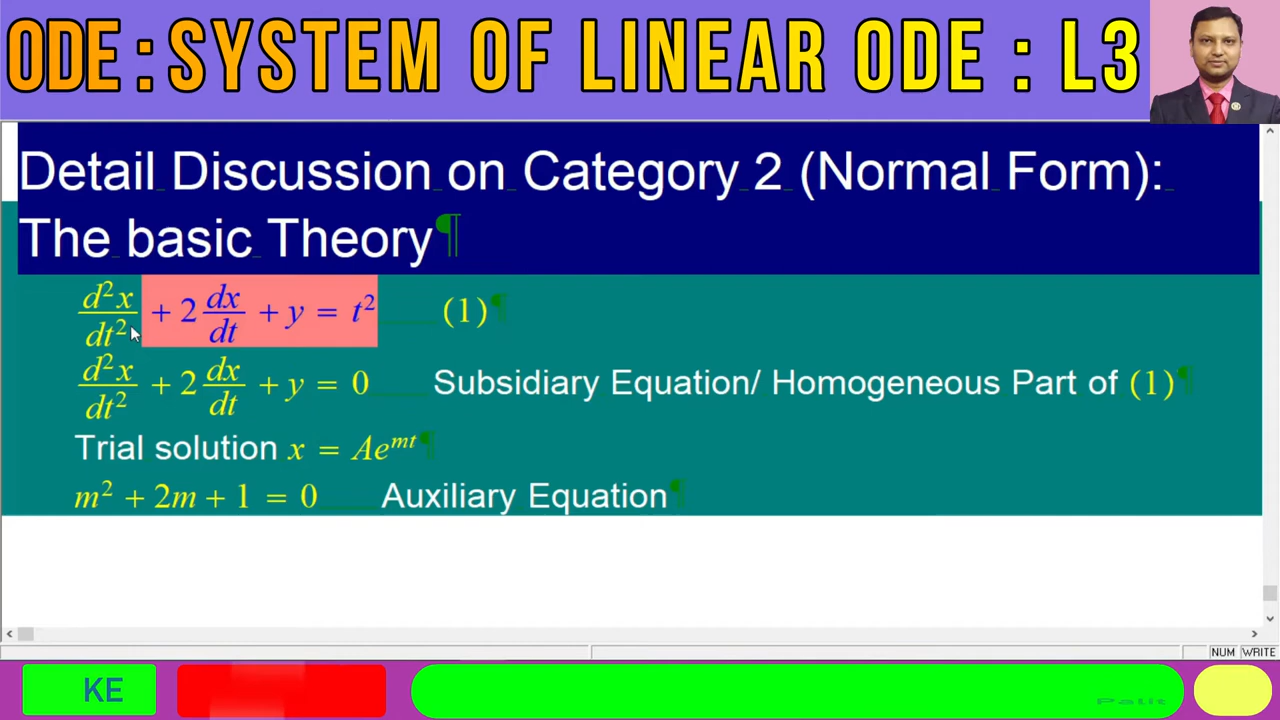 ODE : SYSTEM OF LINEAR ODE : L3
Detail Discussion on Category 2 (Normal Form):
The basic Theory¶
d²x/dt² + 2 dx/dt + y = t² (1)¶
d²x/dt² + 2 dx/dt + y = 0 Subsidiary Equation/ Homogeneous Part of (1)¶
Trial solution x = Ae^{mt}¶
m² + 2m + 1 = 0 Auxiliary Equation¶
NUM WRITE
KE
Palit